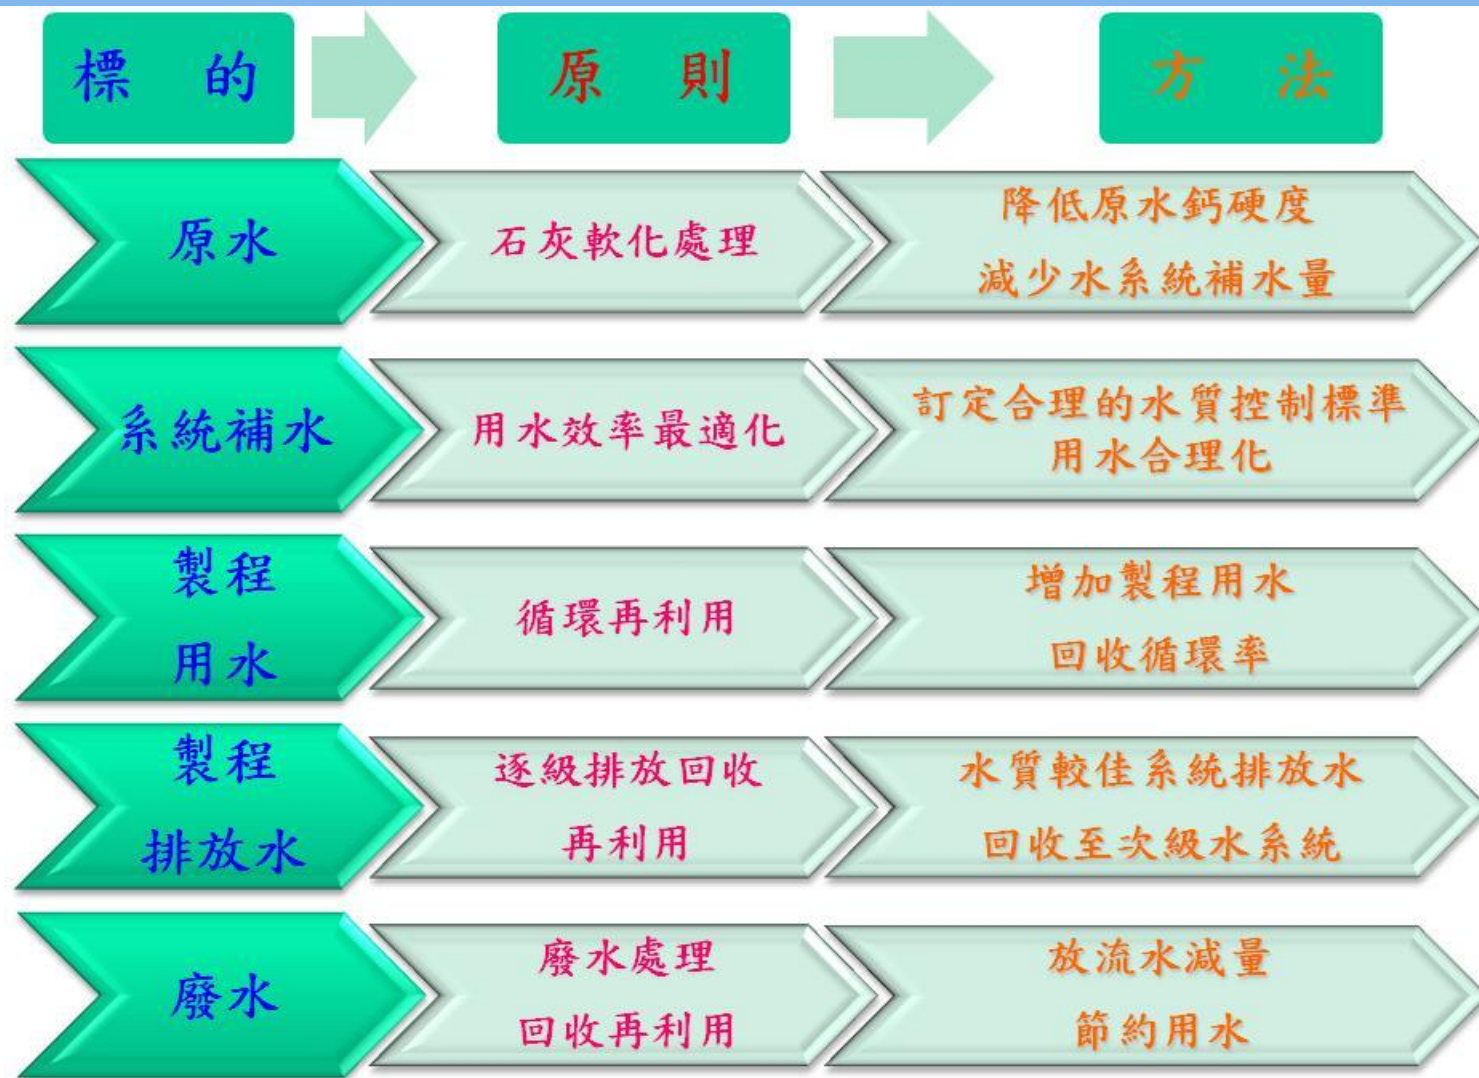 標 的
原 則
方 法
原水
石灰軟化處理
降低原水鈣硬度
減少水系統補水量
系統補水
用水效率最適化
訂定合理的水質控制標準
用水合理化
製程
用水
循環再利用
增加製程用水
回收循環率
製程
排放水
逐級排放回收
再利用
水質較佳系統排放水
回收至次級水系統
廢水
廢水處理
回收再利用
放流水減量
節約用水